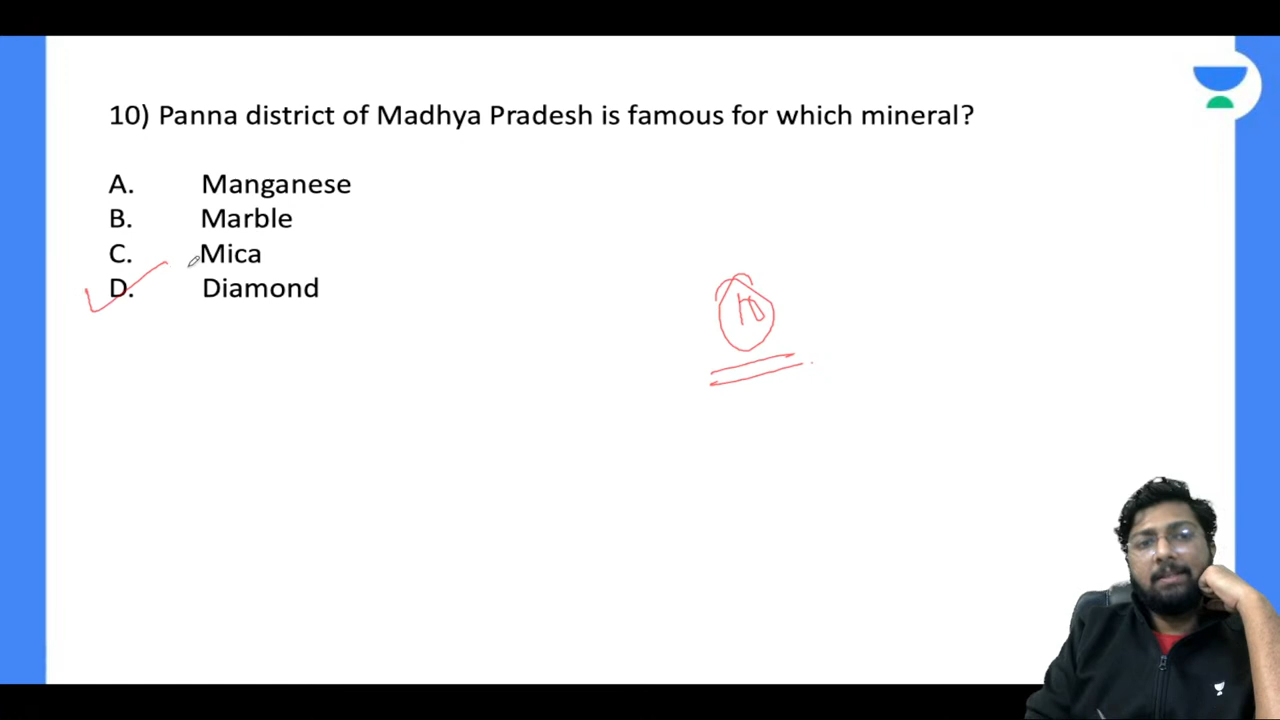 10) Panna district of Madhya Pradesh is famous for which mineral?
A. Manganese
B. Marble
C. Mica
D. Diamond